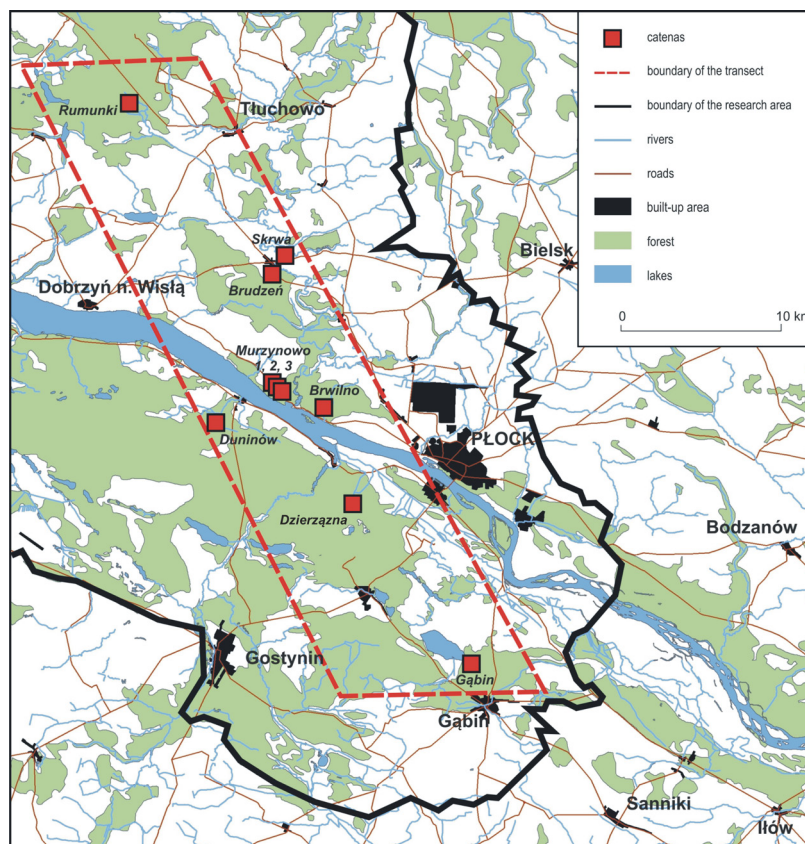 catenas
boundary of the transect
boundary of the research area
rivers
roads
built-up area
forest
lakes
0 10 km
Rumunki
Tłuchowo
Skrwa
Bielsk
Brudzeń
Dobrzyń n. Wisłą
Murzynowo
1, 2, 3
Brwilno
Duninów
PŁOCK
Dzierzązna
Bodzanów
Gostynin
Gąbin
Gąbin
Sanniki
Iłów